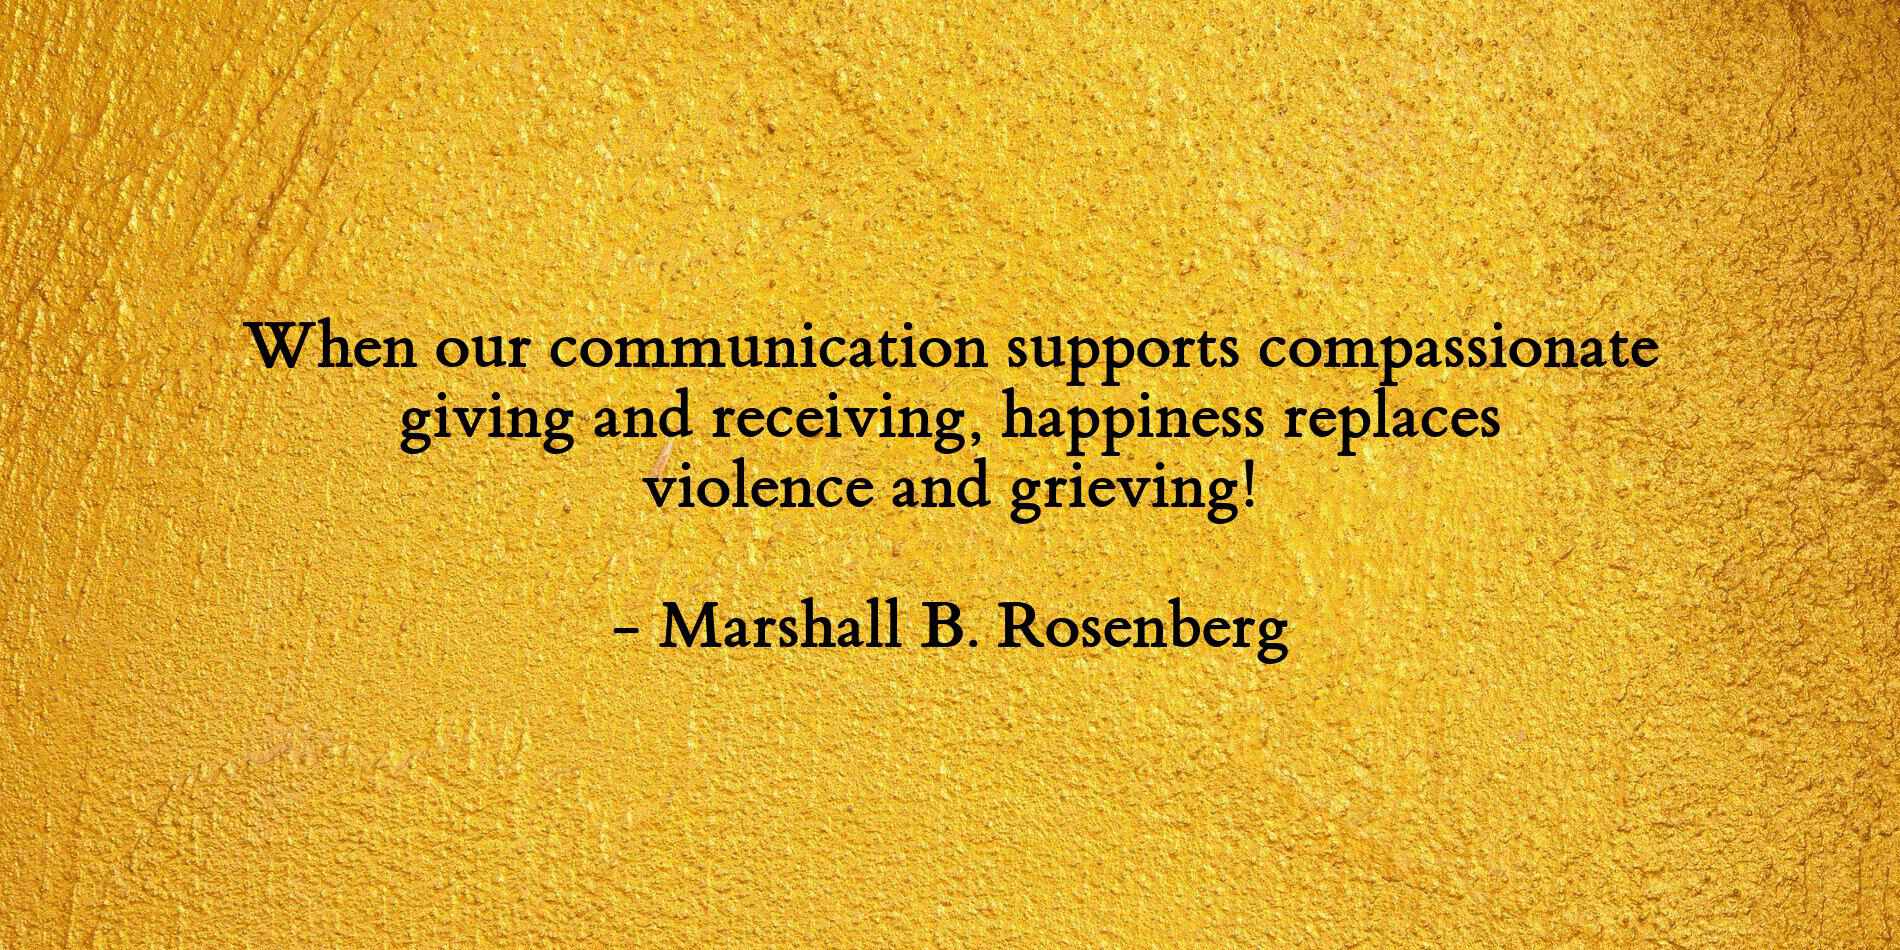 When our communication supports compassionate
giving and receiving, happiness replaces
violence and grieving!
- Marshall B. Rosenberg